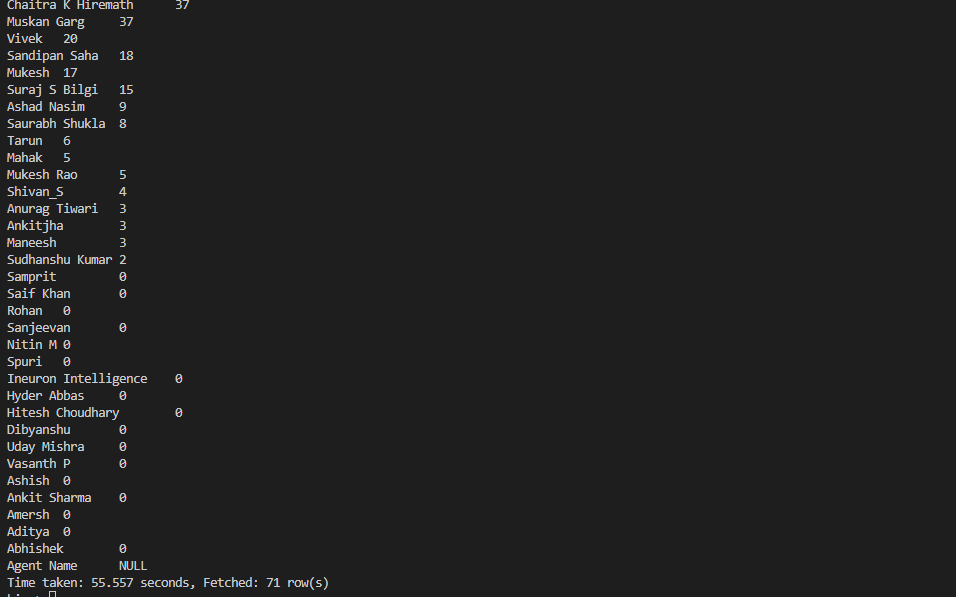 Chaitra K Hiremath 37
Muskan Garg 37
Vivek 20
Sandipan Saha 18
Mukesh 17
Suraj S Bilgi 15
Ashad Nasim 9
Saurabh Shukla 8
Tarun 6
Mahak 5
Mukesh Rao 5
Shivan_S 4
Anurag Tiwari 3
Ankitjha 3
Maneesh 3
Sudhanshu Kumar 2
Samprit 0
Saif Khan 0
Rohan 0
Sanjeevan 0
Nitin M 0
Spuri 0
Ineuron Intelligence 0
Hyder Abbas 0
Hitesh Choudhary 0
Dibyanshu 0
Uday Mishra 0
Vasanth P 0
Ashish 0
Ankit Sharma 0
Amersh 0
Aditya 0
Abhishek 0
Agent Name NULL
Time taken: 55.557 seconds, Fetched: 71 row(s)